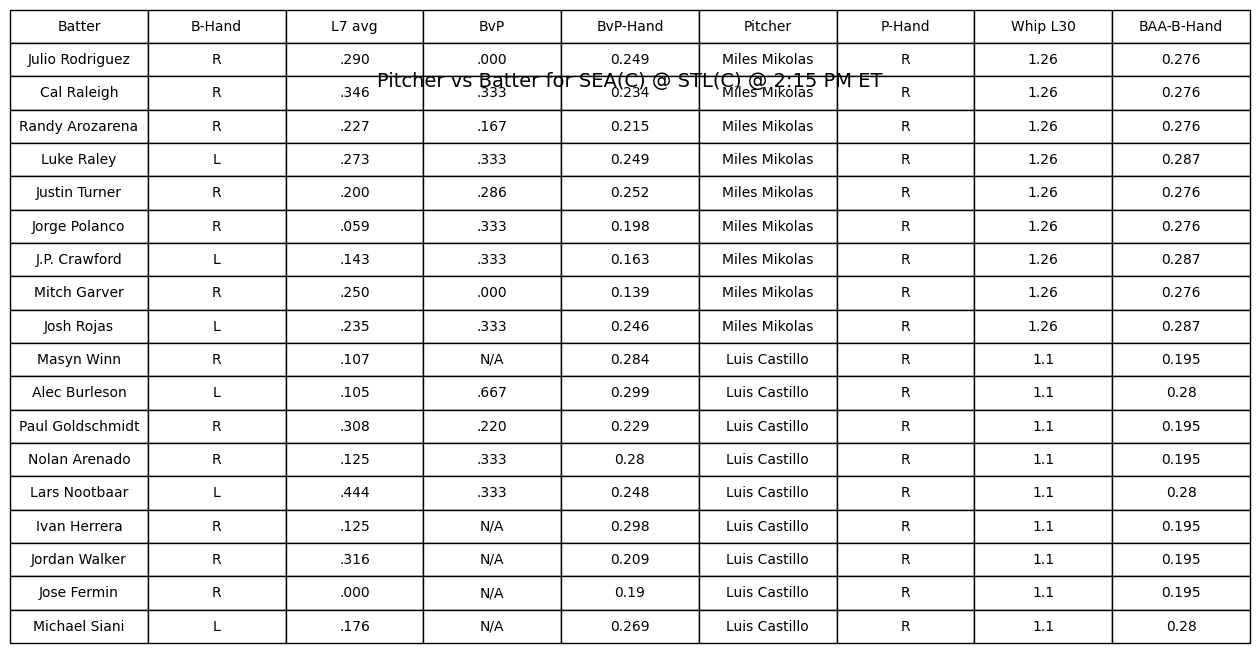 Batter B-Hand L7 avg BvP BvP-Hand Pitcher P-Hand Whip L30 BAA-B-Hand
Julio Rodriguez R .290 .000 0.249 Miles Mikolas R 1.26 0.276
Pitcher vs Batter for SEA(C) @ STL(C) @ 2:15 PM ET
Cal Raleigh R .346 .333 0.234 Miles Mikolas R 1.26 0.276
Randy Arozarena R .227 .167 0.215 Miles Mikolas R 1.26 0.276
Luke Raley L .273 .333 0.249 Miles Mikolas R 1.26 0.287
Justin Turner R .200 .286 0.252 Miles Mikolas R 1.26 0.276
Jorge Polanco R .059 .333 0.198 Miles Mikolas R 1.26 0.276
J.P. Crawford L .143 .333 0.163 Miles Mikolas R 1.26 0.287
Mitch Garver R .250 .000 0.139 Miles Mikolas R 1.26 0.276
Josh Rojas L .235 .333 0.246 Miles Mikolas R 1.26 0.287
Masyn Winn R .107 N/A 0.284 Luis Castillo R 1.1 0.195
Alec Burleson L .105 .667 0.299 Luis Castillo R 1.1 0.28
Paul Goldschmidt R .308 .220 0.229 Luis Castillo R 1.1 0.195
Nolan Arenado R .125 .333 0.28 Luis Castillo R 1.1 0.195
Lars Nootbaar L .444 .333 0.248 Luis Castillo R 1.1 0.28
Ivan Herrera R .125 N/A 0.298 Luis Castillo R 1.1 0.195
Jordan Walker R .316 N/A 0.209 Luis Castillo R 1.1 0.195
Jose Fermin R .000 N/A 0.19 Luis Castillo R 1.1 0.195
Michael Siani L .176 N/A 0.269 Luis Castillo R 1.1 0.28